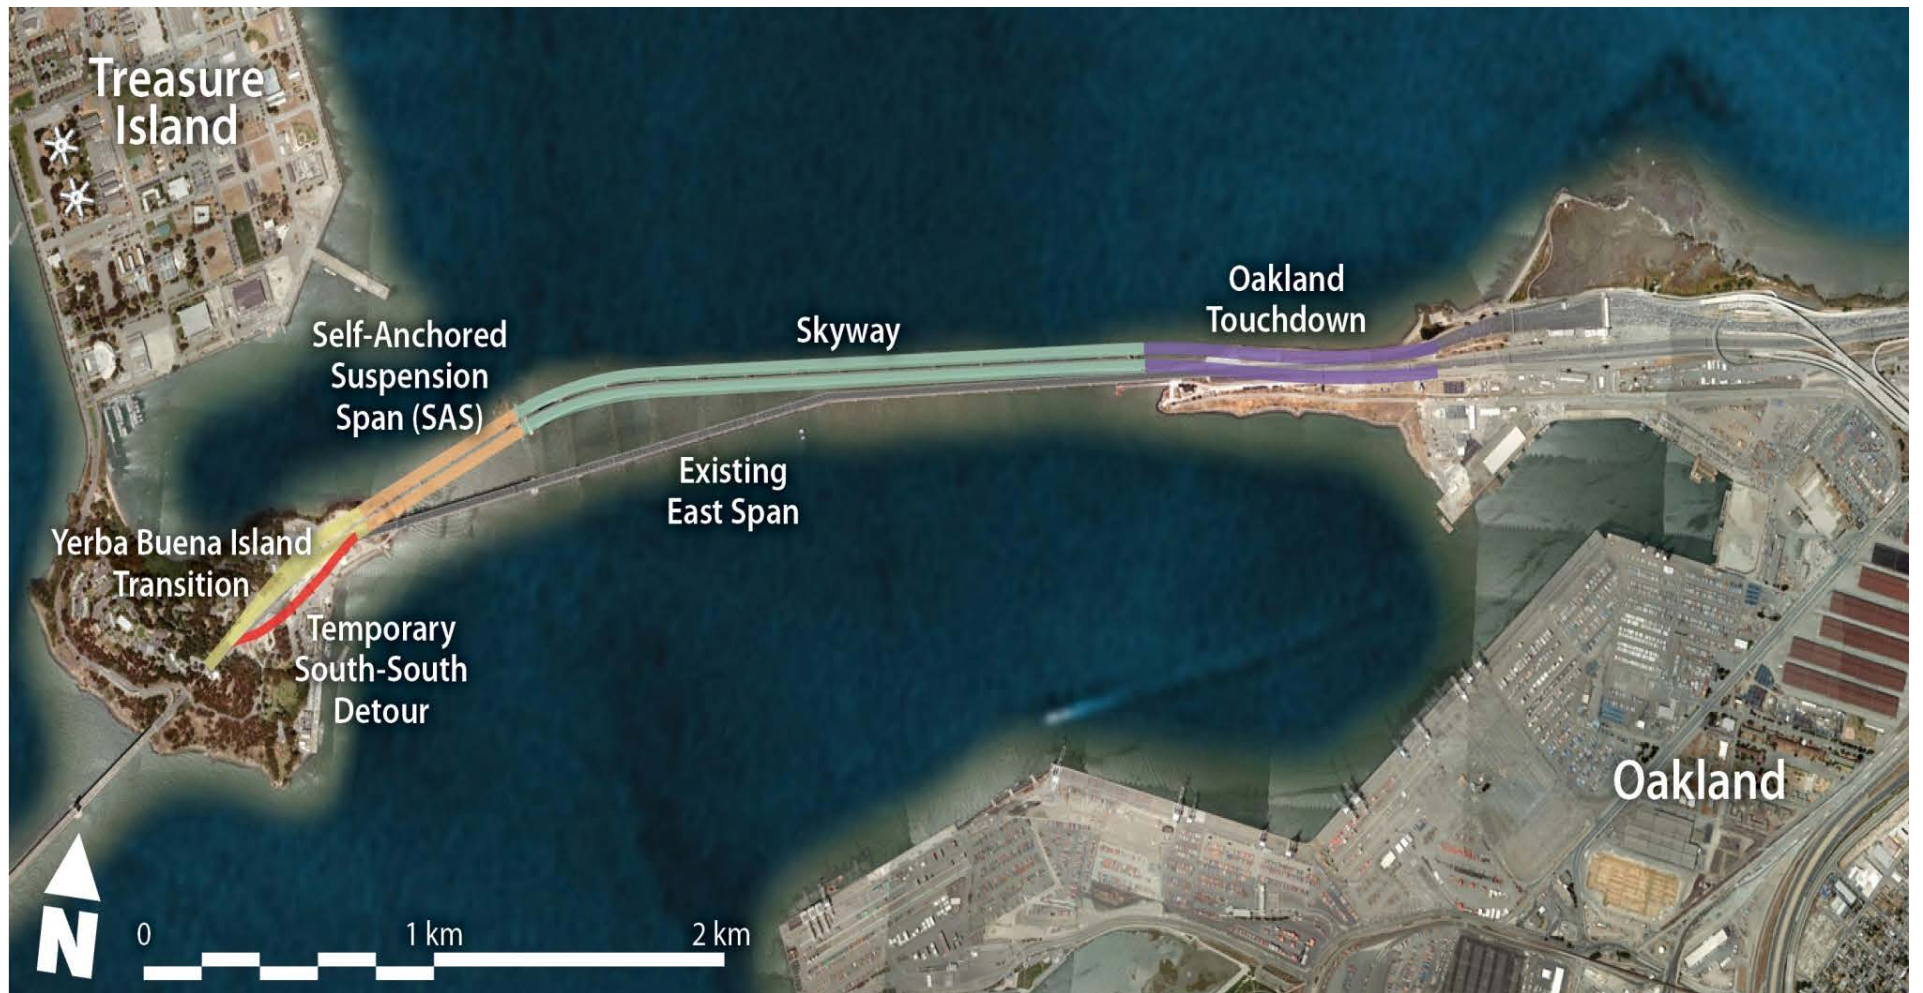 Treasure
Island
Self-Anchored
Suspension
Span (SAS)
Skyway
Oakland
Touchdown
Existing
East Span
Yerba Buena Island
Transition
Temporary
South-South
Detour
Oakland
N
0
1 km
2 km